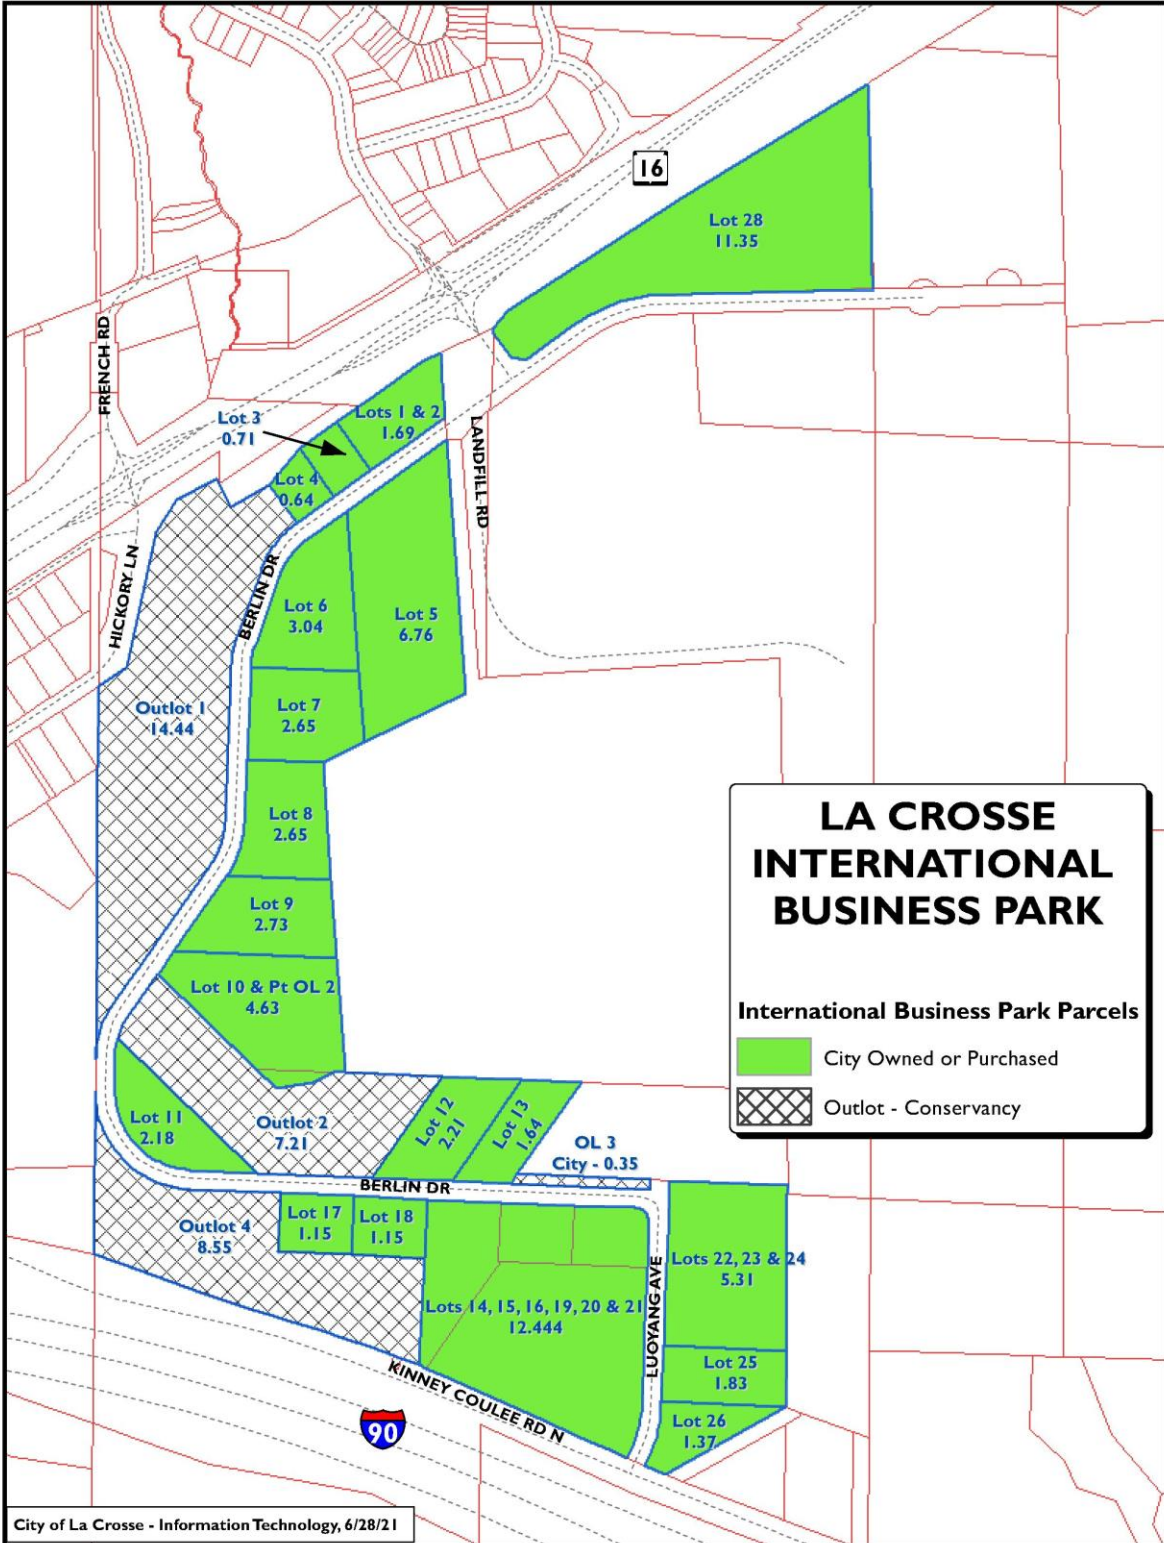 16
Lot 28
11.35
FRENCH RD
Lot 3
0.71
Lots 1 & 2
1.69
LANDFILL RD
Lot 4
0.64
HICKORY LN
BERLIN DR
Lot 6
3.04
Lot 5
6.76
Outlot 1
14.44
Lot 7
2.65
Lot 8
2.65
LA CROSSE
INTERNATIONAL
BUSINESS PARK
Lot 9
2.73
Lot 10 & Pt OL 2
4.63
International Business Park Parcels
City Owned or Purchased
Outlot - Conservancy
Lot 11
2.18
Outlot 2
7.21
Lot 12
2.21
Lot 13
1.64
OL 3
City - 0.35
BERLIN DR
Outlot 4
8.55
Lot 17
1.15
Lot 18
1.15
Lots 22, 23 & 24
5.31
Lots 14, 15, 16, 19, 20 & 21
12.444
LUOYANG AVE
Lot 25
1.83
KINNEY COULEE RD N
Lot 26
1.37
90
City of La Crosse - Information Technology, 6/28/21